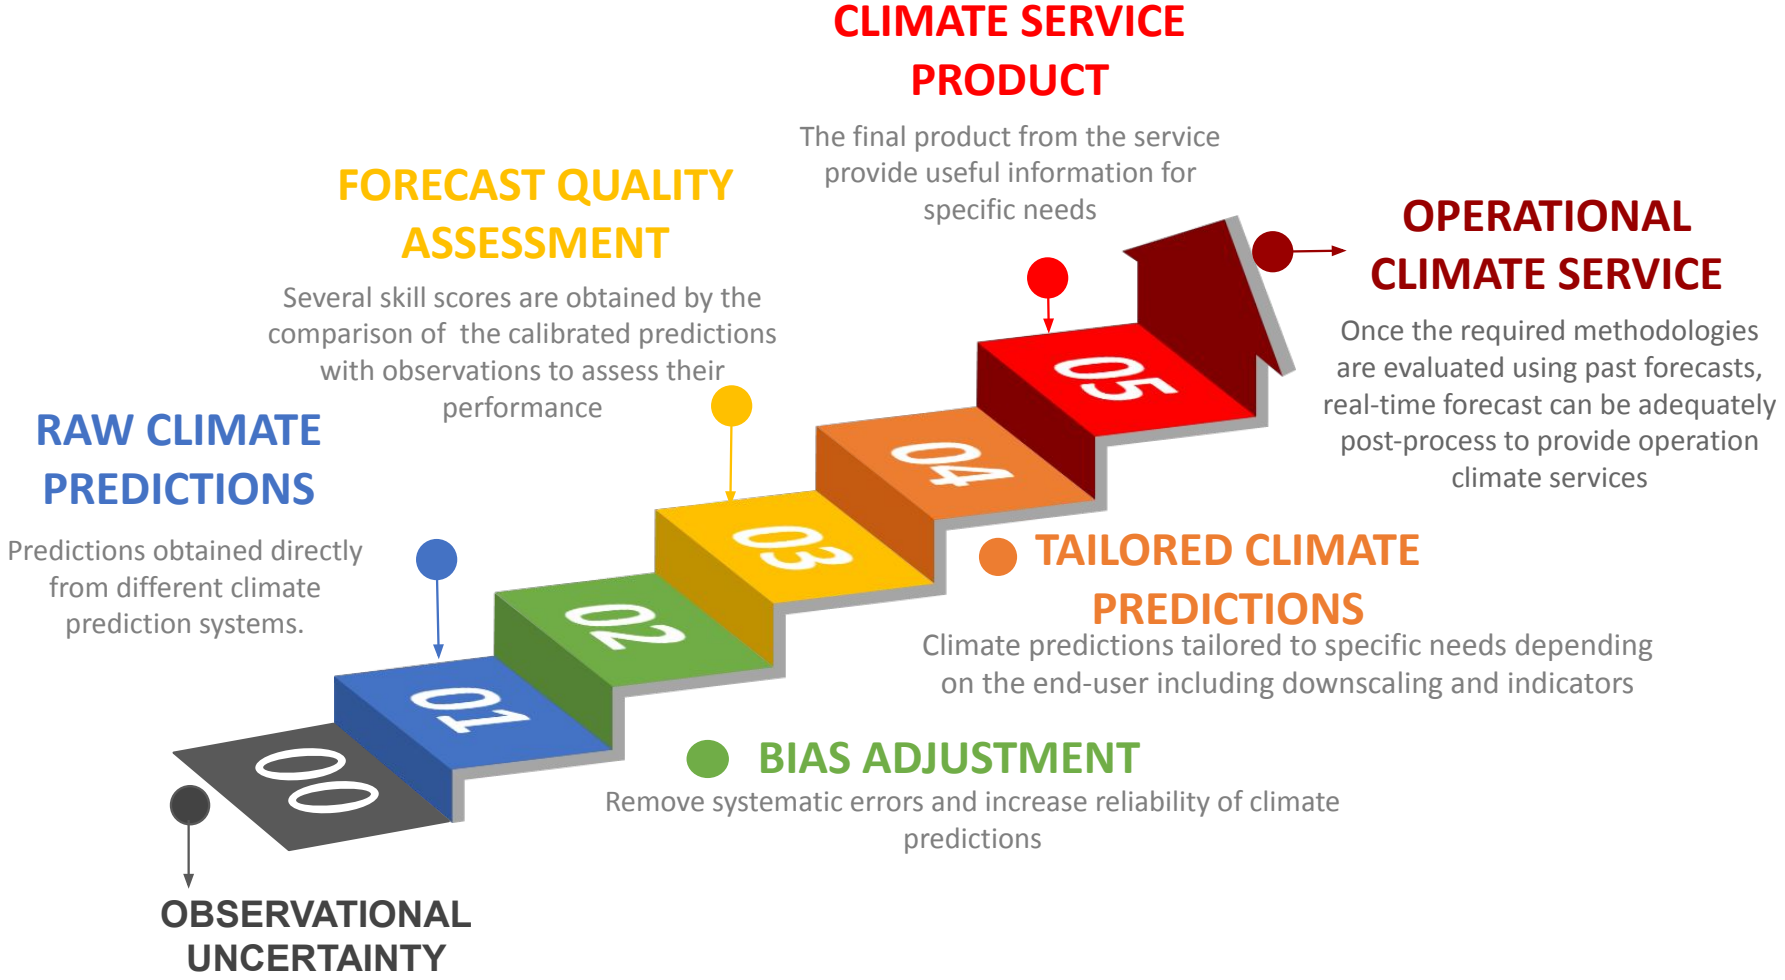 CLIMATE SERVICE
PRODUCT
The final product from the service
provide useful information for
specific needs
FORECAST QUALITY
ASSESSMENT
Several skill scores are obtained by the
comparison of  the calibrated predictions
with observations to assess their
performance
OPERATIONAL
CLIMATE SERVICE
Once the required methodologies
are evaluated using past forecasts,
real-time forecast can be adequately
post-process to provide operation
climate services
RAW CLIMATE
PREDICTIONS
Predictions obtained directly
from different climate
prediction systems.
05
04
03
02
01
00
TAILORED CLIMATE
PREDICTIONS
Climate predictions tailored to specific needs depending
on the end-user including downscaling and indicators
BIAS ADJUSTMENT
Remove systematic errors and increase reliability of climate
predictions
OBSERVATIONAL
UNCERTAINTY